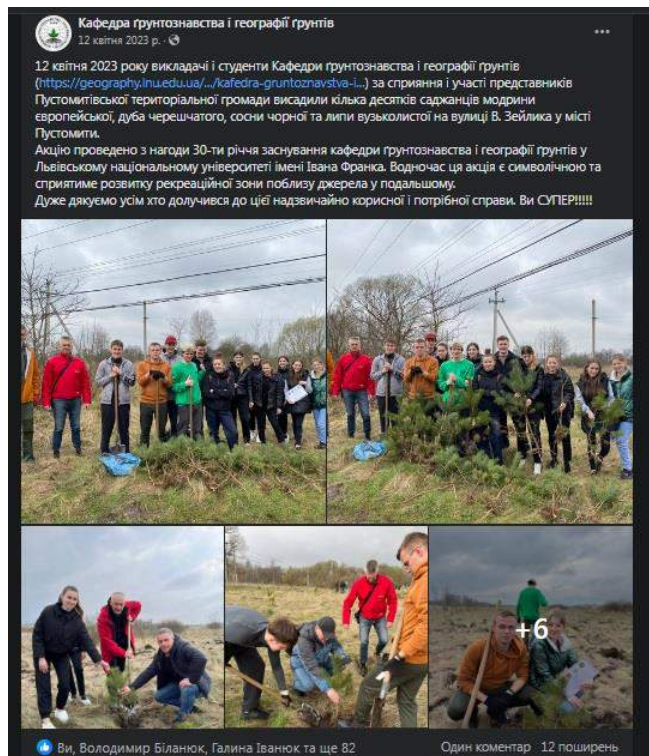 Кафедра ґрунтознавства і географії ґрунтів
12 квітня 2023 р. ·
12 квітня 2023 року викладачі і студенти Кафедри ґрунтознавства і географії ґрунтів
(https://geography.lnu.edu.ua/.../kafedra-gruntoznavstva-i...) за сприяння і участі представників
Пустомитівської територіальної громади висадили кілька десятків саджанців модрини
європейської, дуба черешчатого, сосни чорної та липи вузьколистої на вулиці В. Зейлика у місті
Пустомити.
Акцію проведено з нагоди 30-ти річчя заснування кафедри ґрунтознавства і географії ґрунтів у
Львівському національному університеті імені Івана Франка. Водночас ця акція є символічною та
сприятиме розвитку рекреаційної зони поблизу джерела у подальшому.
Дуже дякуємо усім хто долучився до цієї надзвичайно корисної і потрібної справи. Ви СУПЕР!!!!!
+6
Ви, Володимир Біланюк, Галина Іванюк та ще 82
Один коментар 12 поширень